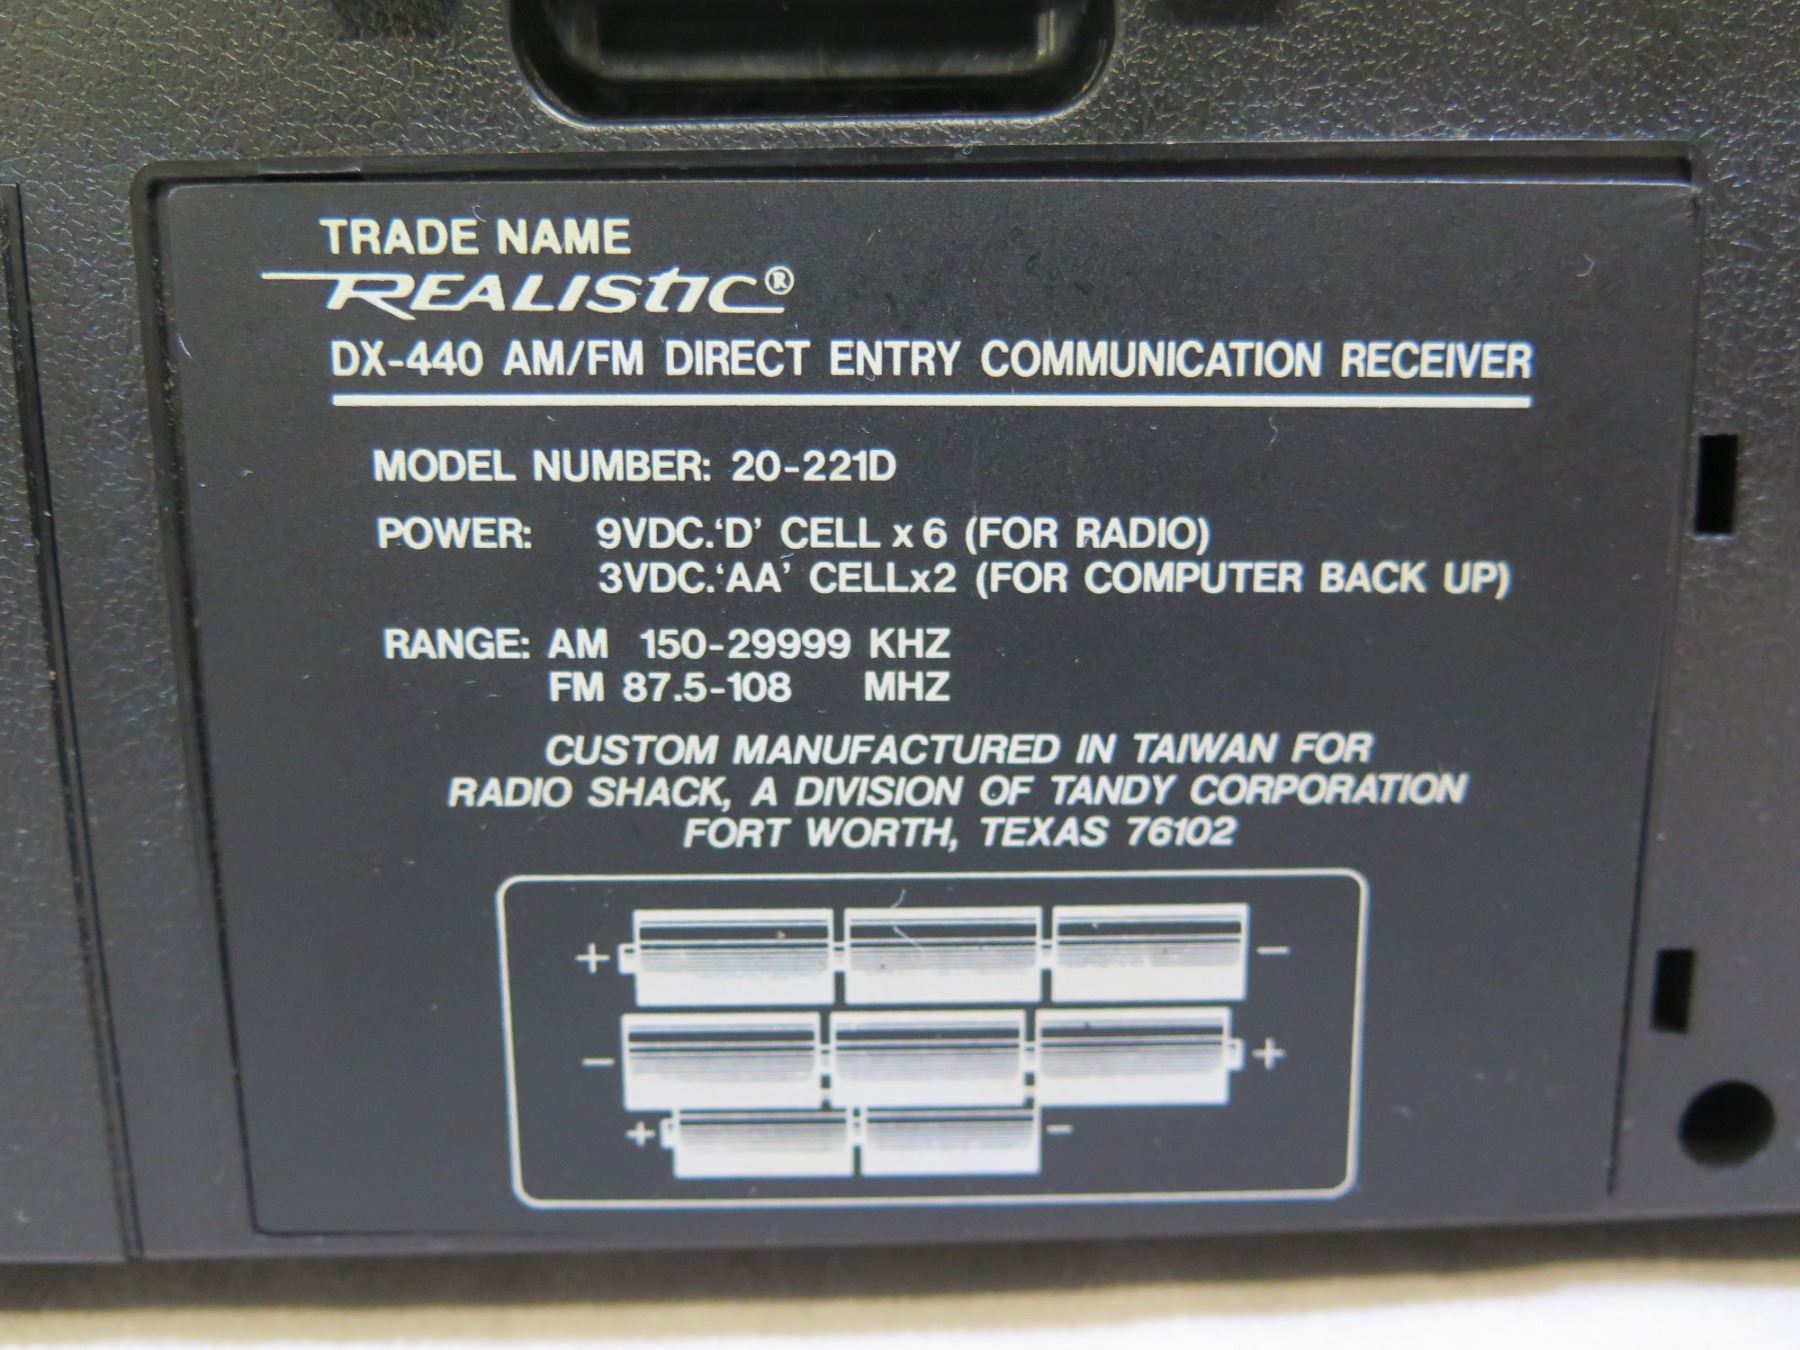 TRADE NAME
REALISTIC®
DX-440 AM/FM DIRECT ENTRY COMMUNICATION RECEIVER
MODEL NUMBER: 20-221D
POWER: 9VDC.'D' CELL x 6 (FOR RADIO)
3VDC.'AA' CELLx2 (FOR COMPUTER BACK UP)
RANGE: AM 150-29999 KHZ
FM 87.5-108 MHZ
CUSTOM MANUFACTURED IN TAIWAN FOR
RADIO SHACK, A DIVISION OF TANDY CORPORATION
FORT WORTH, TEXAS 76102
+ −
− +
+ −